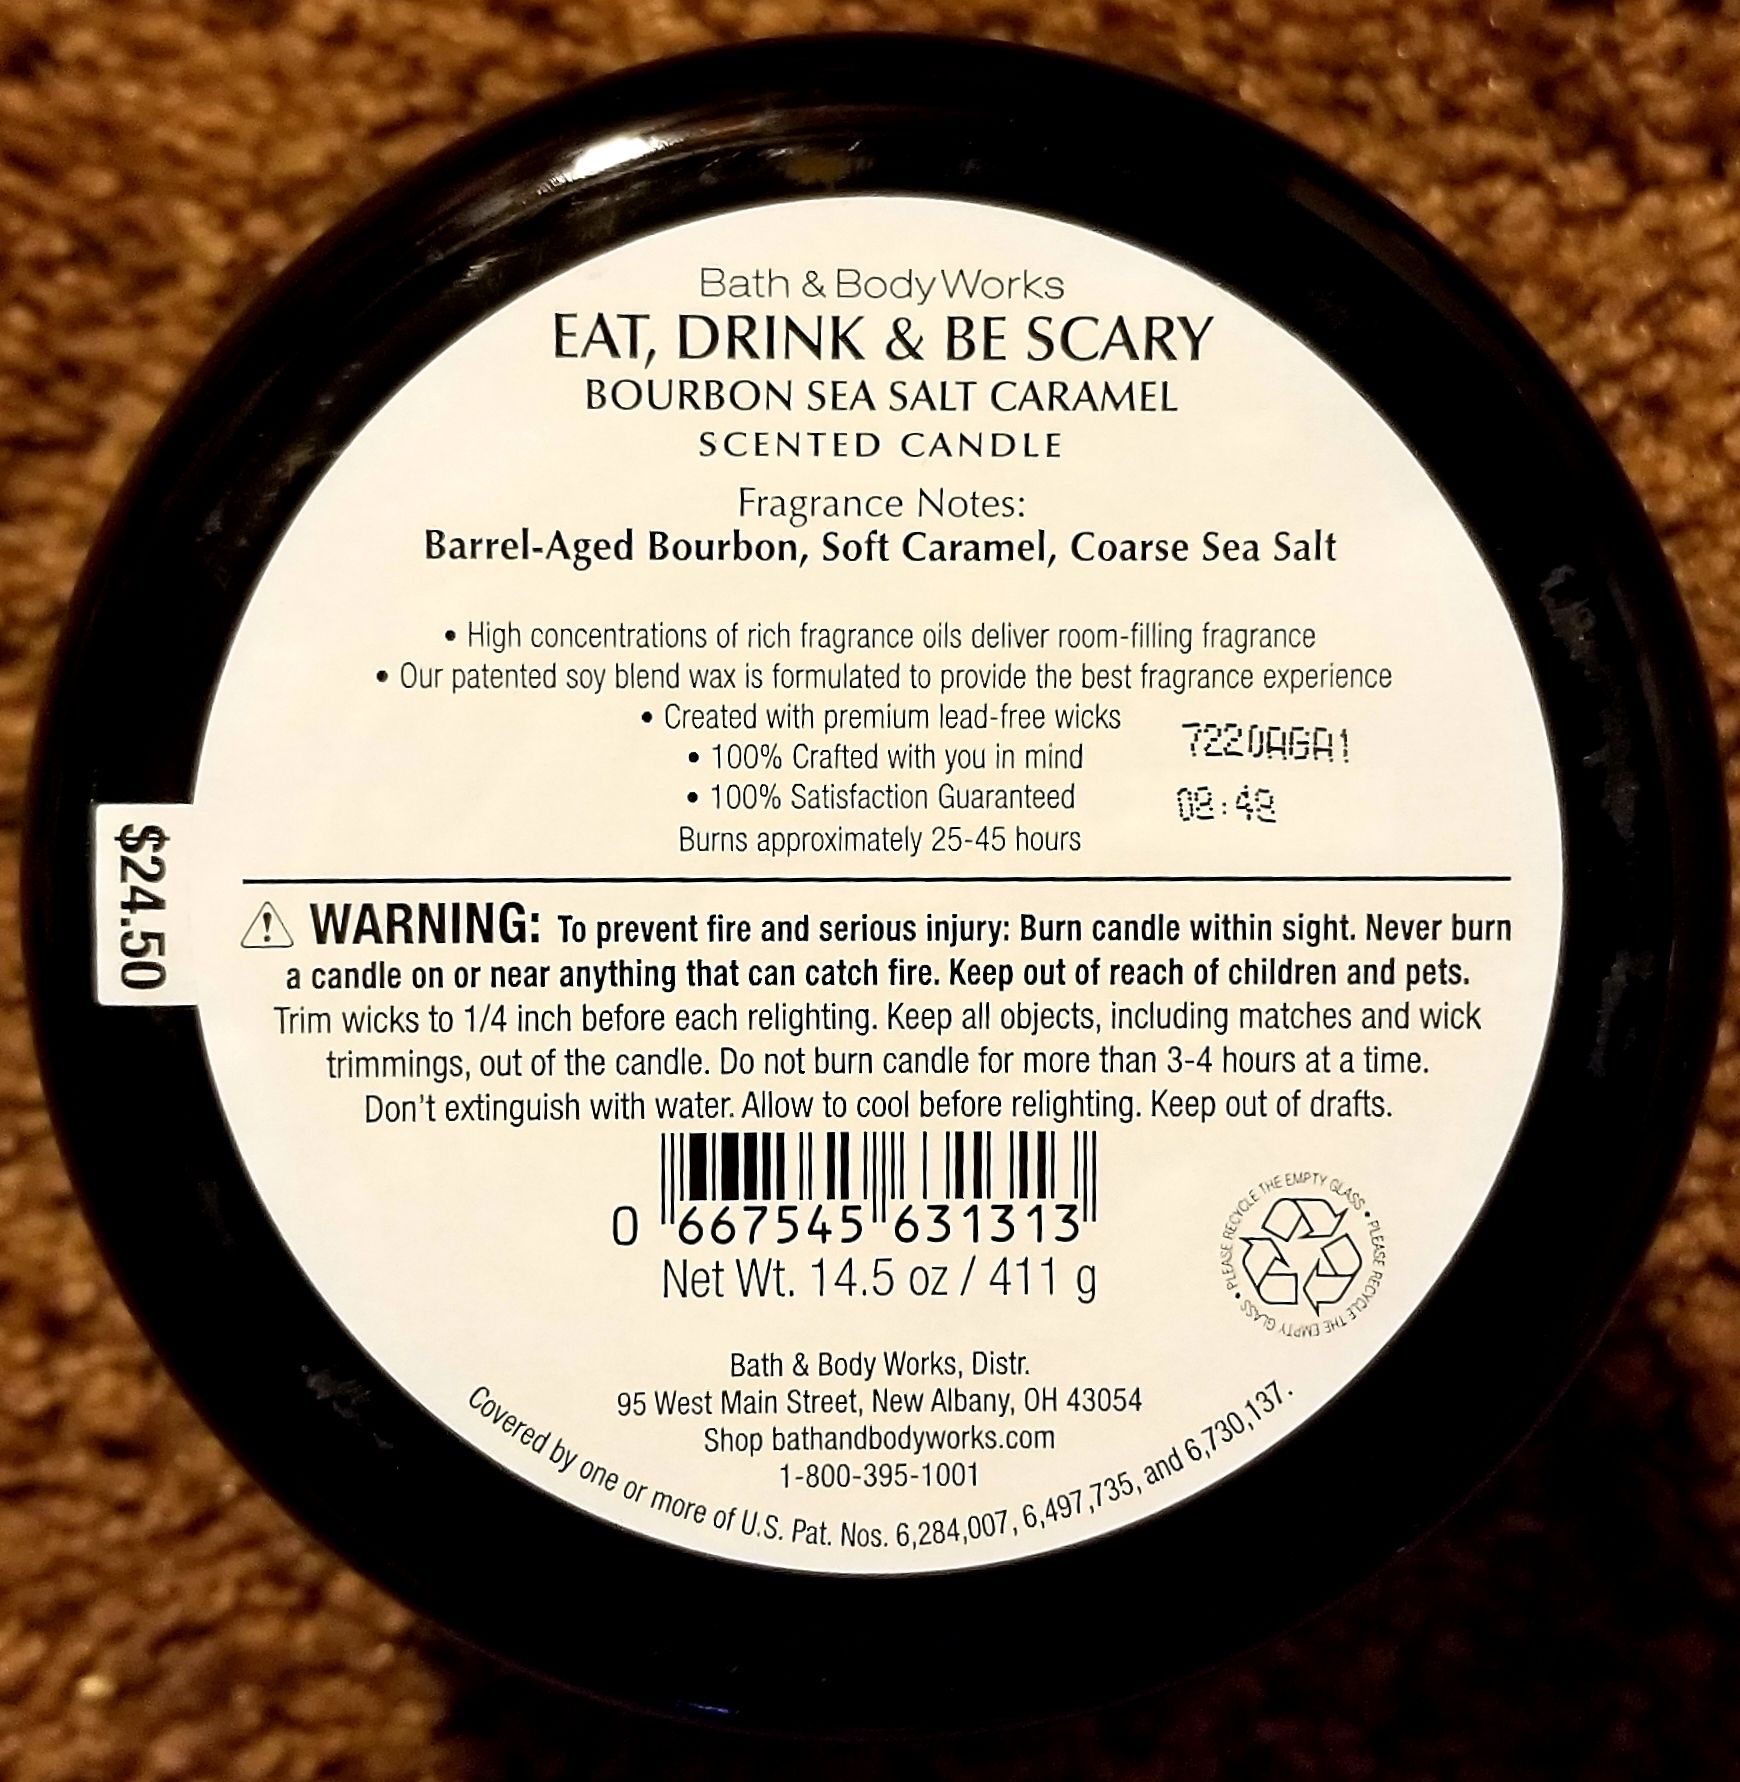 Bath & Body Works
EAT, DRINK & BE SCARY
BOURBON SEA SALT CARAMEL
SCENTED CANDLE
Fragrance Notes:
Barrel-Aged Bourbon, Soft Caramel, Coarse Sea Salt
• High concentrations of rich fragrance oils deliver room-filling fragrance
• Our patented soy blend wax is formulated to provide the best fragrance experience
• Created with premium lead-free wicks
• 100% Crafted with you in mind
• 100% Satisfaction Guaranteed
Burns approximately 25-45 hours
7220AGA1
08:48
$24.50
⚠ WARNING: To prevent fire and serious injury: Burn candle within sight. Never burn
a candle on or near anything that can catch fire. Keep out of reach of children and pets.
Trim wicks to 1/4 inch before each relighting. Keep all objects, including matches and wick
trimmings, out of the candle. Do not burn candle for more than 3-4 hours at a time.
Don't extinguish with water. Allow to cool before relighting. Keep out of drafts.
0 667545 631313
Net Wt. 14.5 oz / 411 g
PLEASE RECYCLE THE EMPTY GLASS • PLEASE RECYCLE THE EMPTY GLASS •
Bath & Body Works, Distr.
95 West Main Street, New Albany, OH 43054
Shop bathandbodyworks.com
1-800-395-1001
Covered by one or more of U.S. Pat. Nos. 6,284,007, 6,497,735, and 6,730,137.